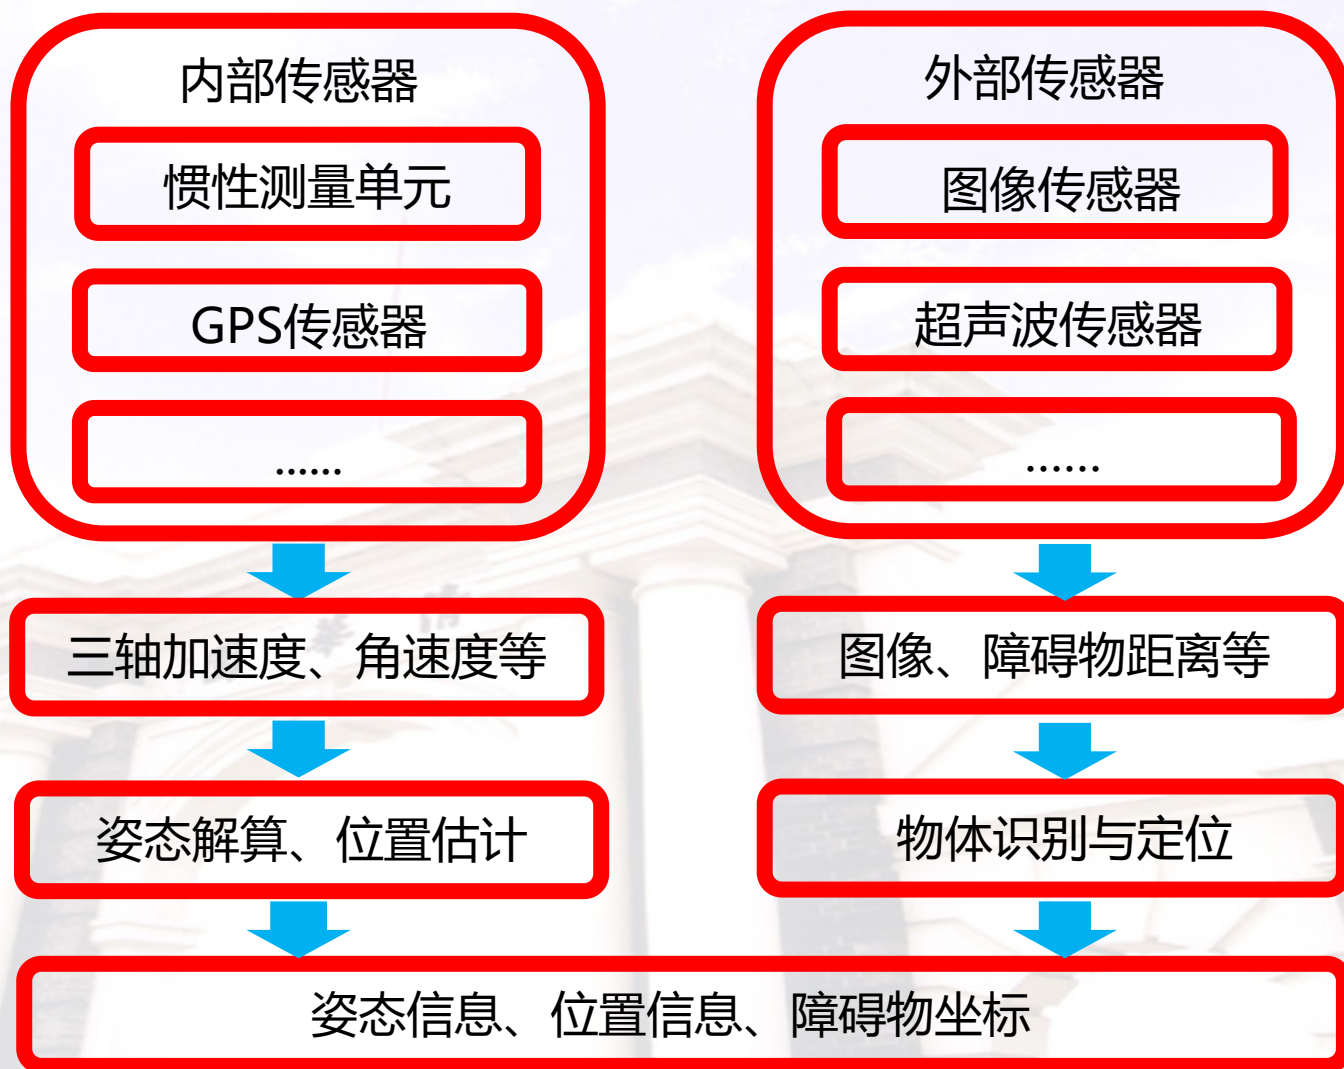 内部传感器
惯性测量单元
GPS传感器
......
外部传感器
图像传感器
超声波传感器
......
三轴加速度、角速度等
图像、障碍物距离等
姿态解算、位置估计
物体识别与定位
姿态信息、位置信息、障碍物坐标